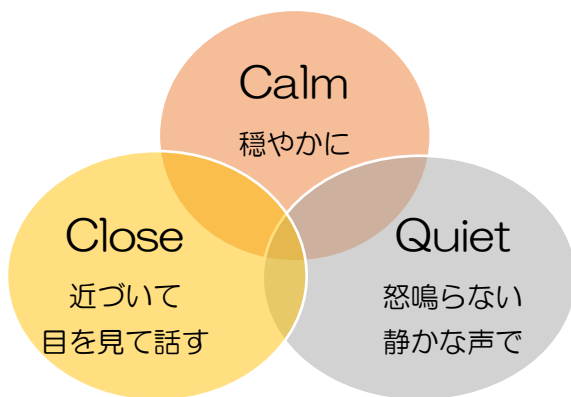 Calm
穏やかに
Close
近づいて
目を見て話す
Quiet
怒鳴らない
静かな声で